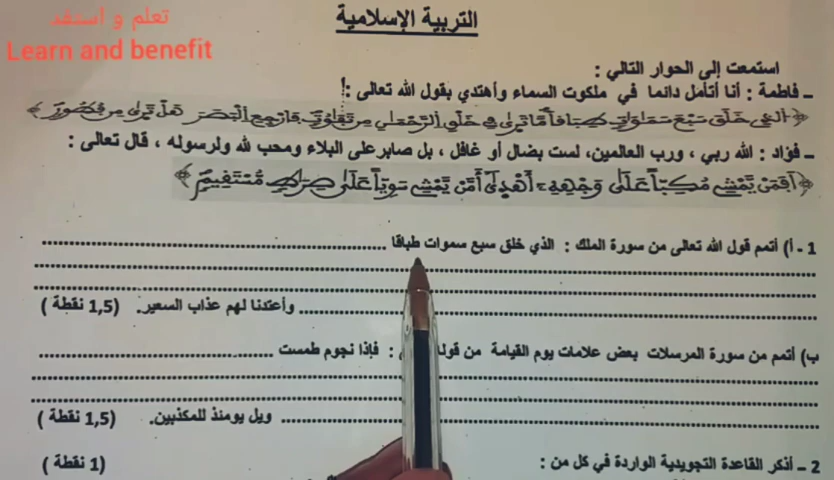 تعلم و استفد
Learn and benefit
التربية الإسلامية
استمعت إلى الحوار التالي :
ـ فاطمة : أنا أتأمل دائما في ملكوت السماء وأهتدي بقول الله تعالى :
﴿ الذي خلق سبع سماوات طباقا ما ترى في خلق الرحمان من تفاوت فارجع البصر هل ترى من فطور ﴾
ـ فؤاد : الله ربي ، ورب العالمين، لست بضال أو غافل ، بل صابر على البلاء ومحب لله ولرسوله ، قال تعالى :
﴿ أفمن يمشي مكبا على وجهه أهدى أمن يمشي سويا على صراط مستقيم ﴾
1 - أ) أتمم قول الله تعالى من سورة الملك : الذي خلق سبع سموات طباقا ........................
................................................
................................................
................................ وأعتدنا لهم عذاب السعير. (1,5 نقطة )
ب) أتمم من سورة المرسلات بعض علامات يوم القيامة من : فإذا نجوم طمست ........................
................................................
................................................
................................ ويل يومئذ للمكذبين. (1,5 نقطة )
2 ـ أذكر القاعدة التجويدية الواردة في كل من : (1 نقطة )